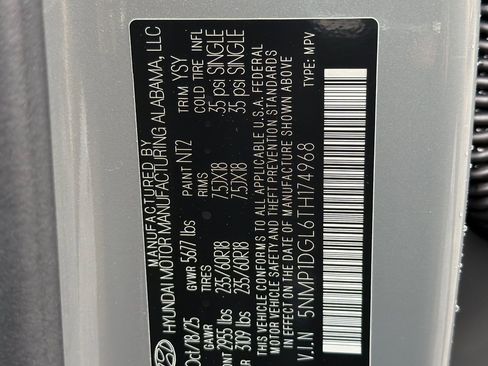 MANUFACTURED BY
HYUNDAI MOTOR MANUFACTURING ALABAMA, LLC
Oct/18/25 GVWR 5677 lbs PAINT NT2 TRIM YSY
GAWR TIRES RIMS COLD TIRE INFL
NT 2955 lbs 235/60R18 7.5JX18 35 psi SINGLE
R 3109 lbs 235/60R18 7.5JX18 35 psi SINGLE
THIS VEHICLE CONFORMS TO ALL APPLICABLE U.S.A. FEDERAL
MOTOR VEHICLE SAFETY AND THEFT PREVENTION STANDARDS
IN EFFECT ON THE DATE OF MANUFACTURE SHOWN ABOVE
V.I.N 5NMP1DGL6TH174968 TYPE: MPV